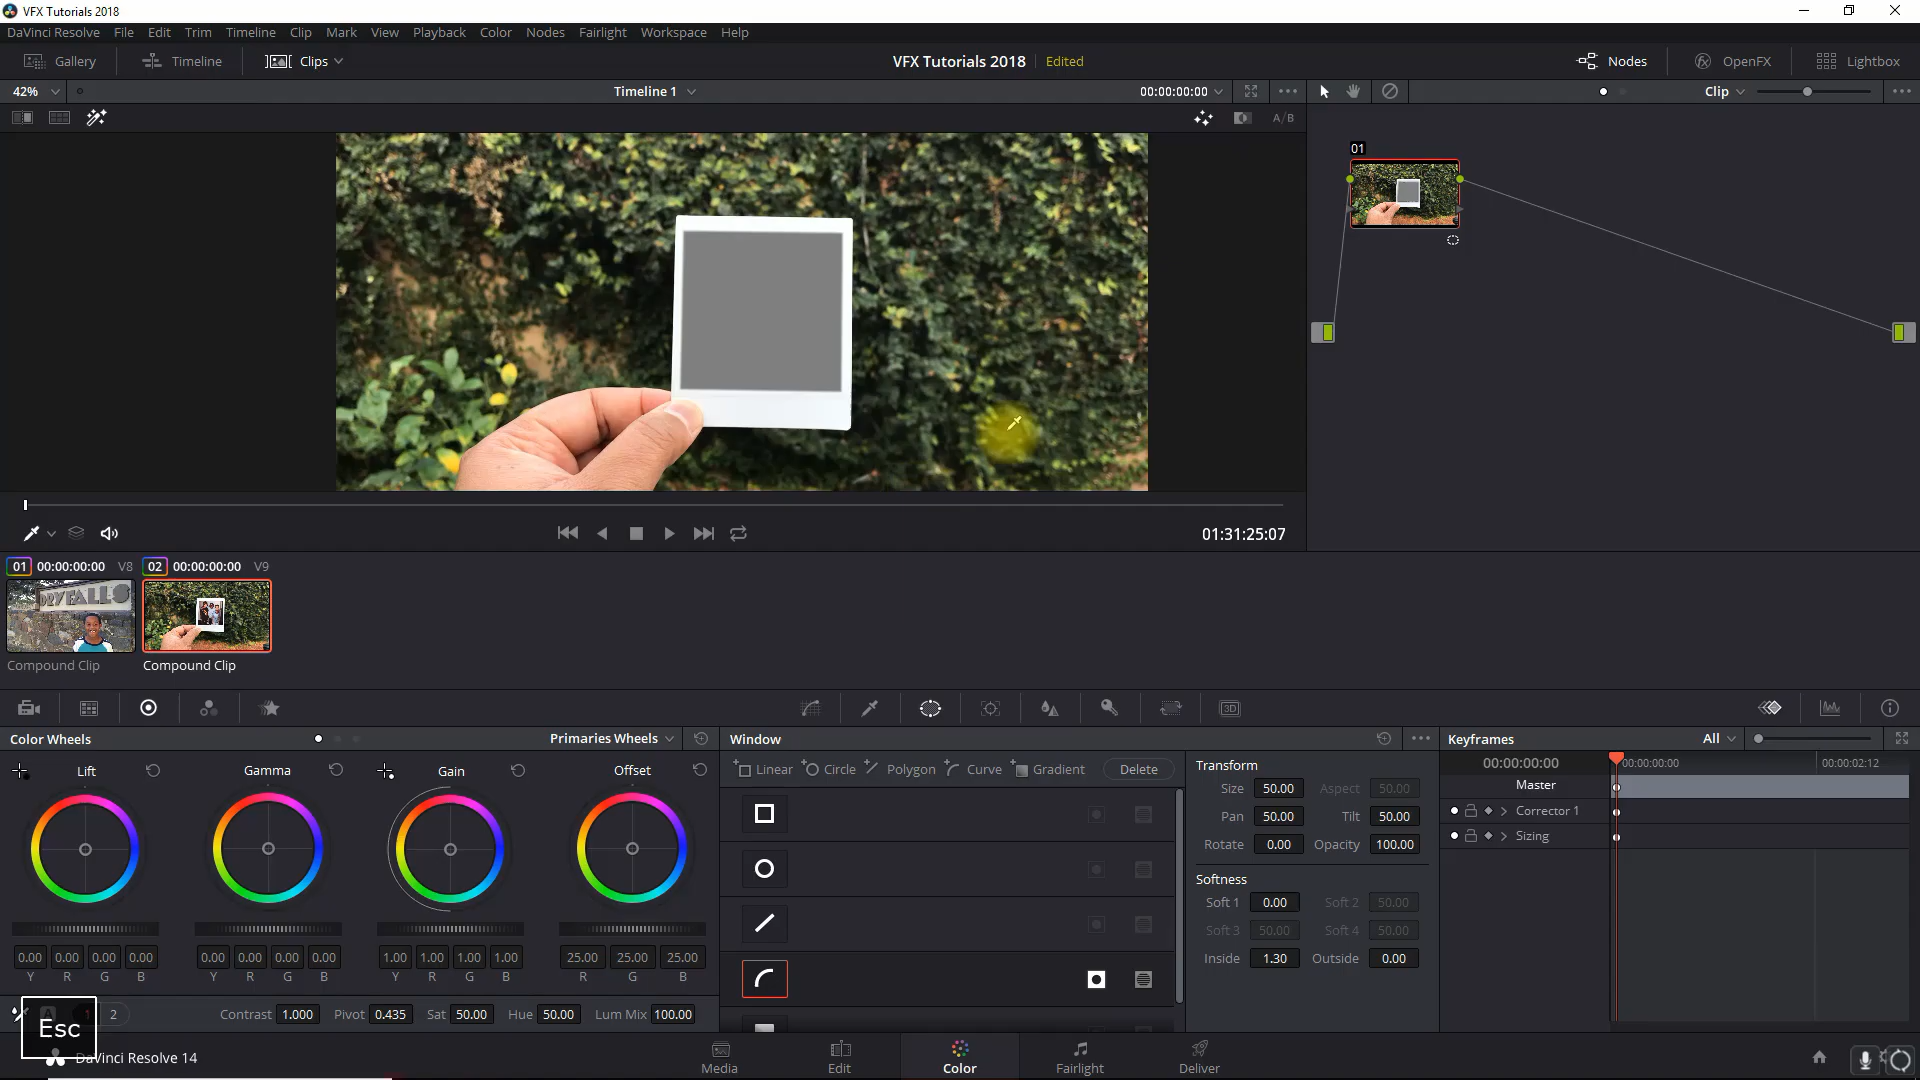 VFX Tutorials 2018
DaVinci Resolve File Edit Trim Timeline Clip Mark View Playback Color Nodes Fairlight Workspace Help
Gallery Timeline Clips VFX Tutorials 2018 Edited Nodes fx OpenFX Lightbox
42% Timeline 1 00:00:00:00 Clip
A/B
01
01:31:25:07
01 00:00:00:00 V8 02 00:00:00:00 V9
DRY FALLS
Compound Clip Compound Clip
3D
Color Wheels Primaries Wheels Window Keyframes All
Lift Gamma Gain Offset
Linear Circle Polygon Curve Gradient Delete
Transform
Size 50.00 Aspect 50.00
Pan 50.00 Tilt 50.00
Rotate 0.00 Opacity 100.00
Softness
Soft 1 0.00 Soft 2 50.00
Soft 3 50.00 Soft 4 50.00
Inside 1.30 Outside 0.00
00:00:00:00 00:00:00:00 00:00:02:12
Master
Corrector 1
Sizing
0.00 0.00 0.00 0.00 0.00 0.00 0.00 0.00 1.00 1.00 1.00 1.00 25.00 25.00 25.00
Y R G B Y R G B Y R G B R G B
A 1 2 Contrast 1.000 Pivot 0.435 Sat 50.00 Hue 50.00 Lum Mix 100.00
Esc
DaVinci Resolve 14
Media Edit Color Fairlight Deliver